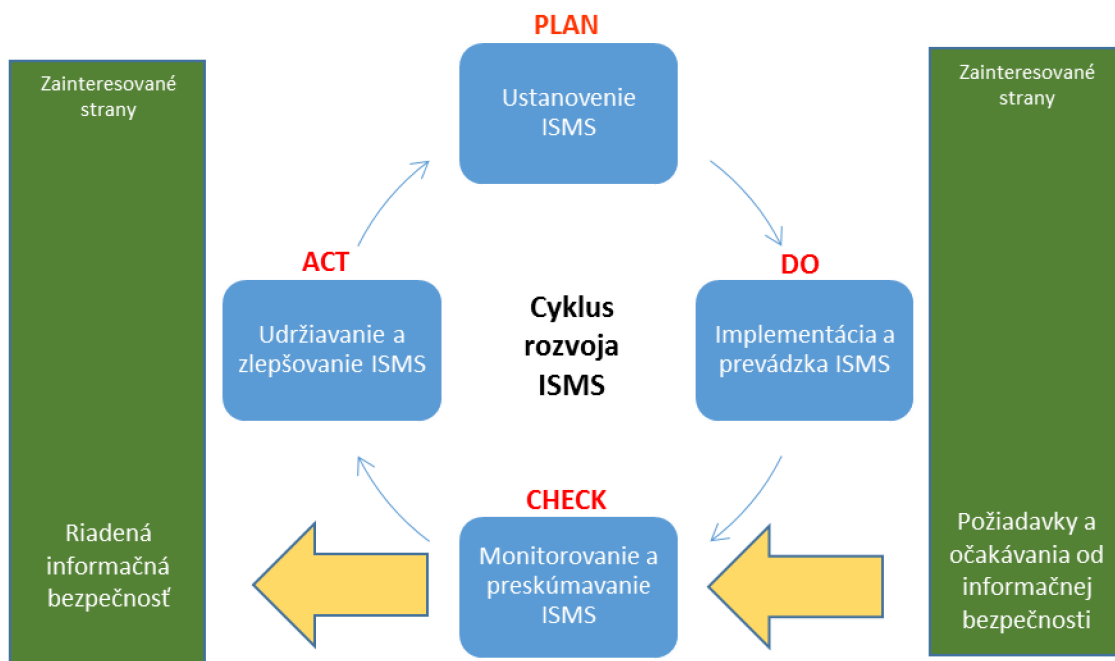 PLAN
Zainteresované
strany
Ustanovenie
ISMS
Zainteresované
strany
ACT
DO
Udržiavanie a
zlepšovanie ISMS
Cyklus
rozvoja
ISMS
Implementácia a
prevádzka ISMS
CHECK
Riadená
informačná
bezpečnosť
Monitorovanie a
preskúmavanie
ISMS
Požiadavky a
očakávania od
informačnej
bezpečnosti